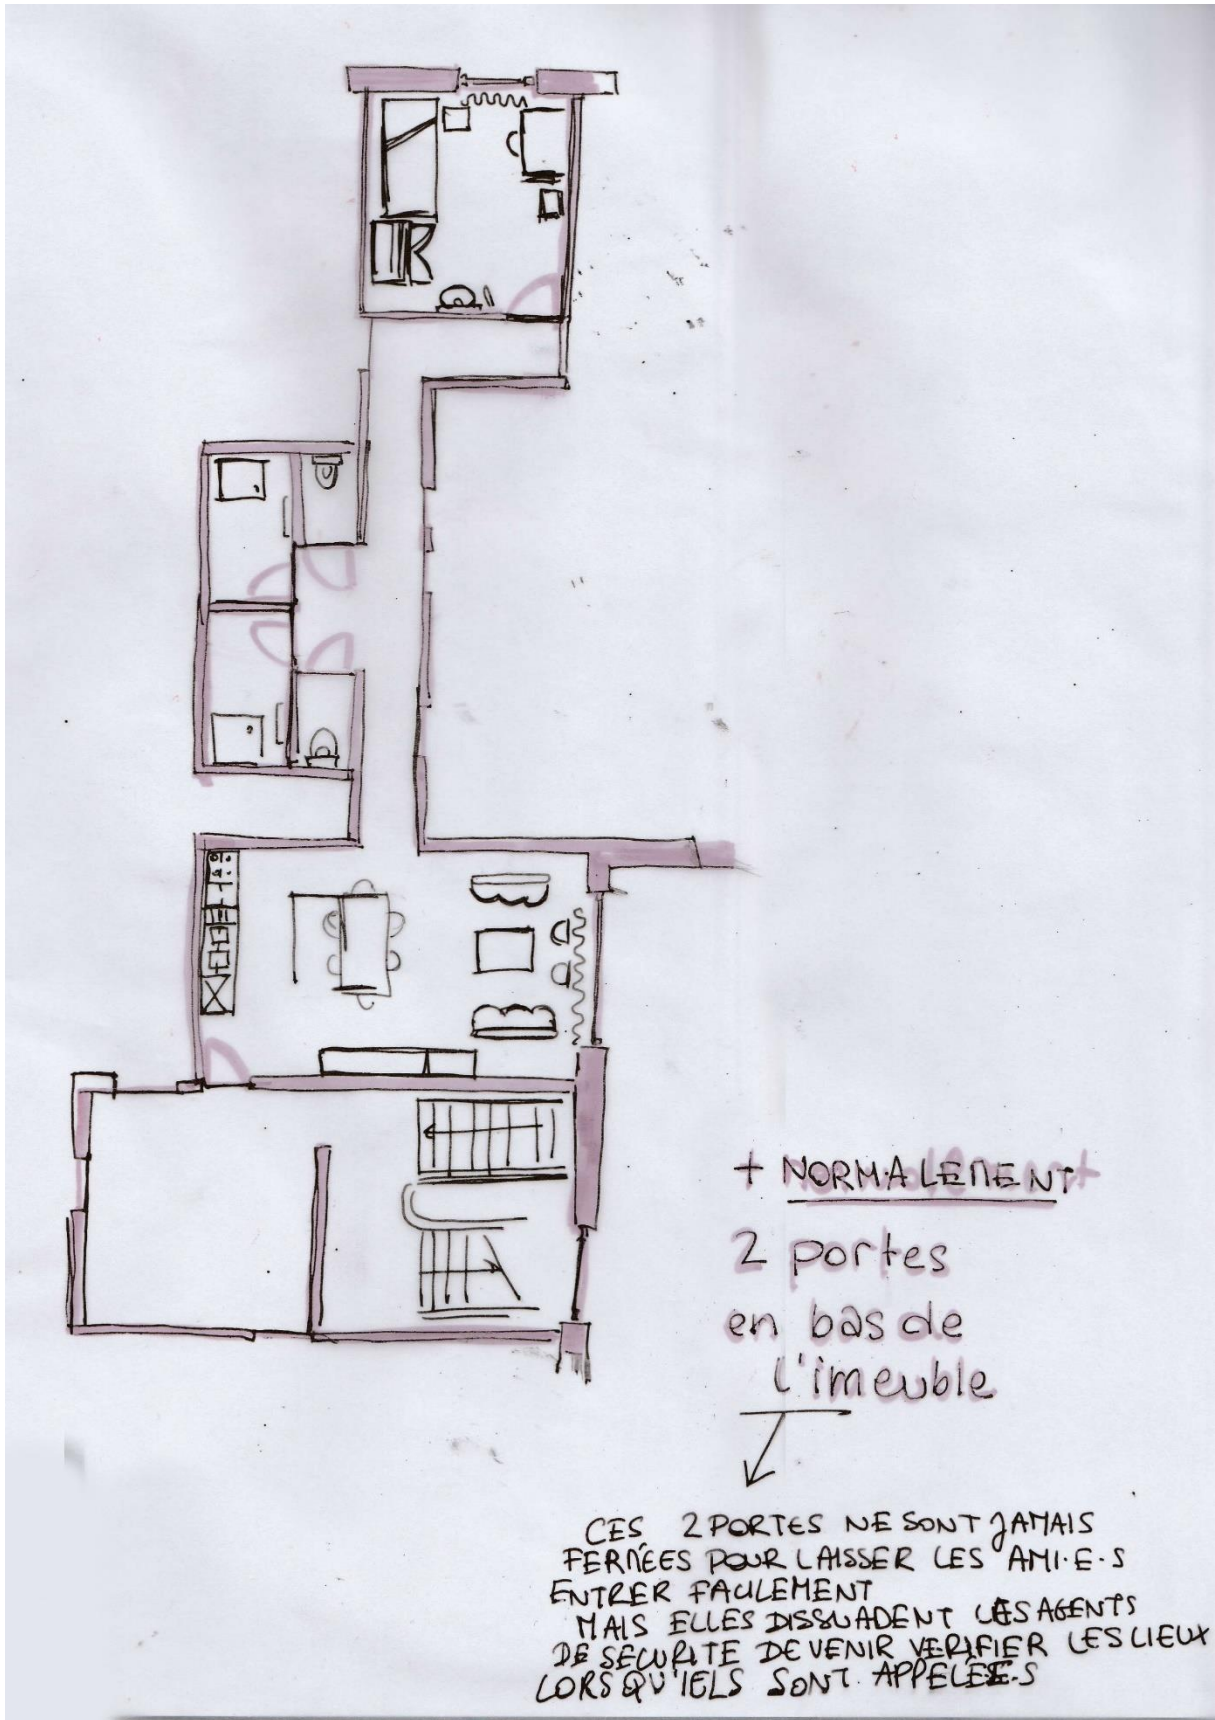 + NORMALEMENT
2 portes
en bas de
l'imeuble
CES 2 PORTES NE SONT JAMAIS
FERMÉES POUR LAISSER LES AMI·E·S
ENTRER FACILEMENT
MAIS ELLES DISSUADENT LES AGENTS
DE SÉCURITE DE VENIR VERIFIER LES LIEUX
LORSQU'IELS SONT APPELÉ·E·S